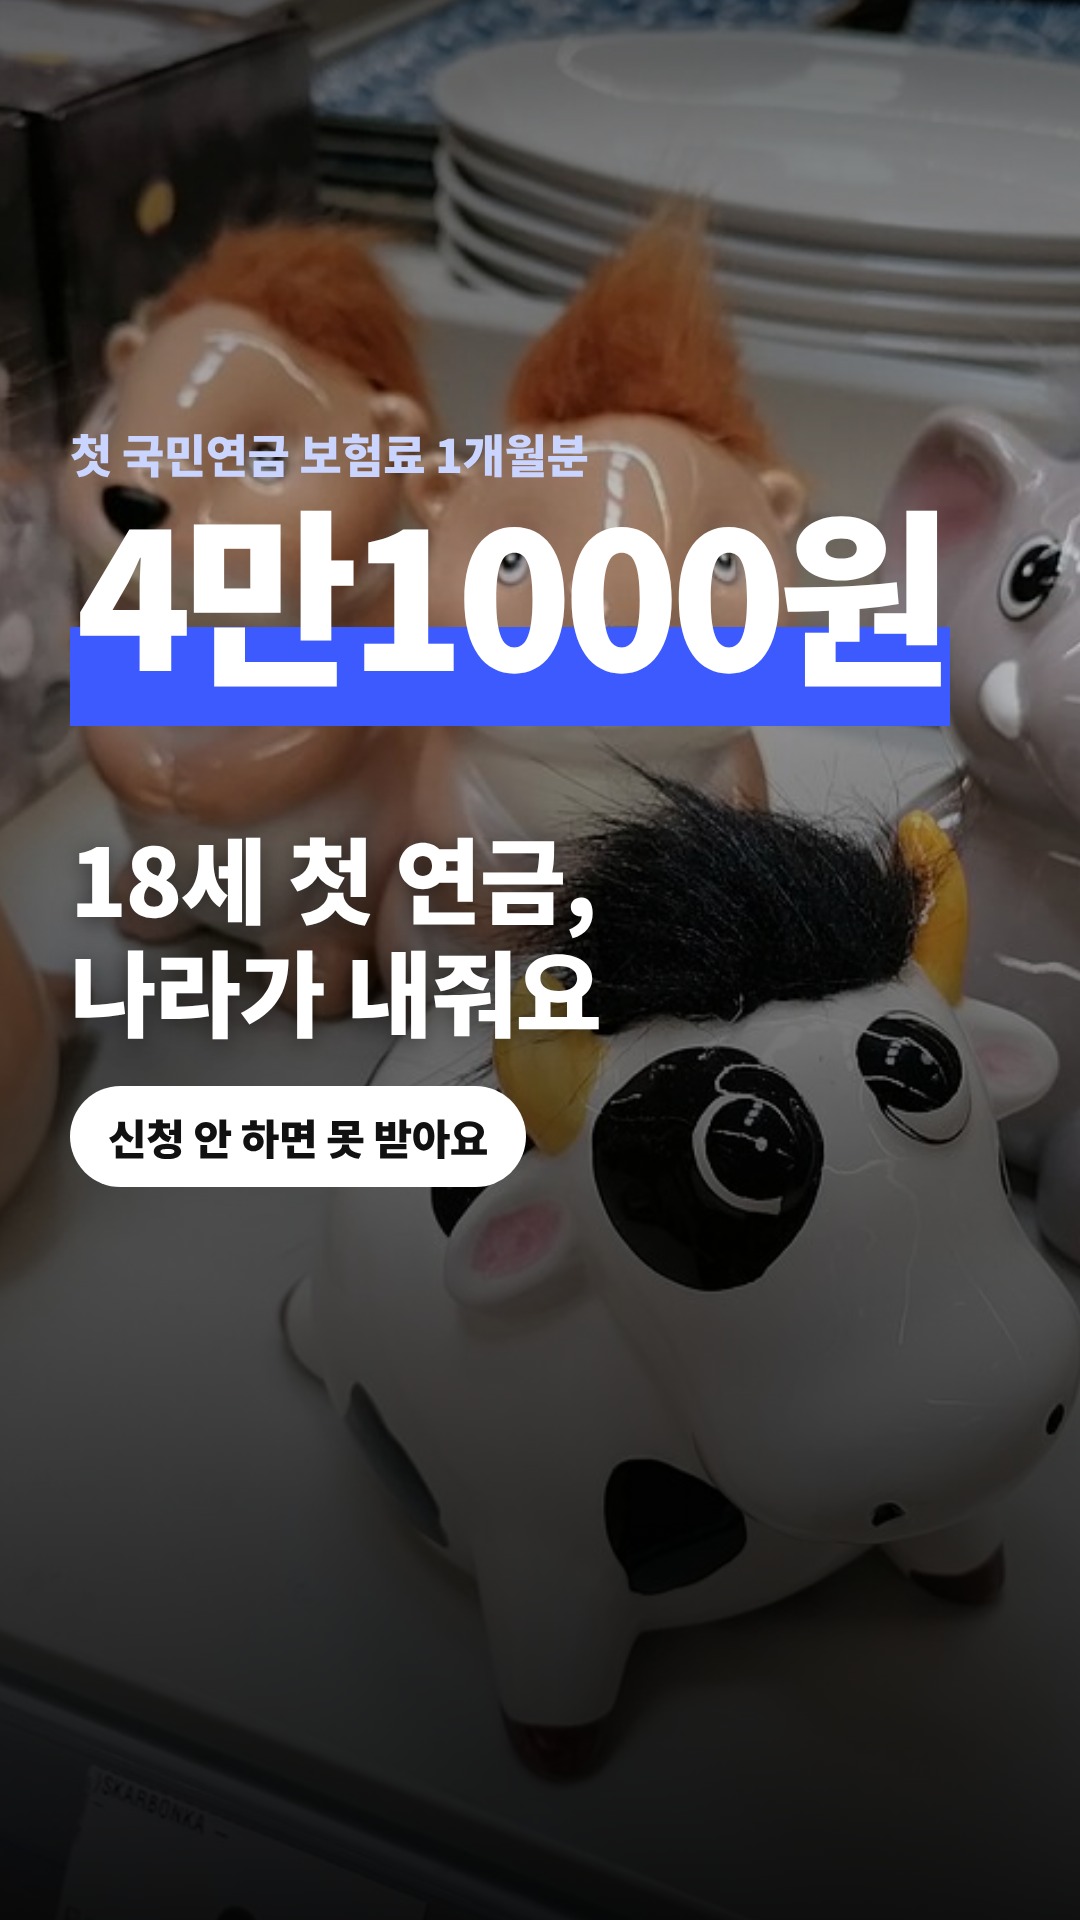 첫 국민연금 보험료 1개월분
4만1000원
18세 첫 연금,
나라가 내줘요
신청 안 하면 못 받아요
SKARBONKA –